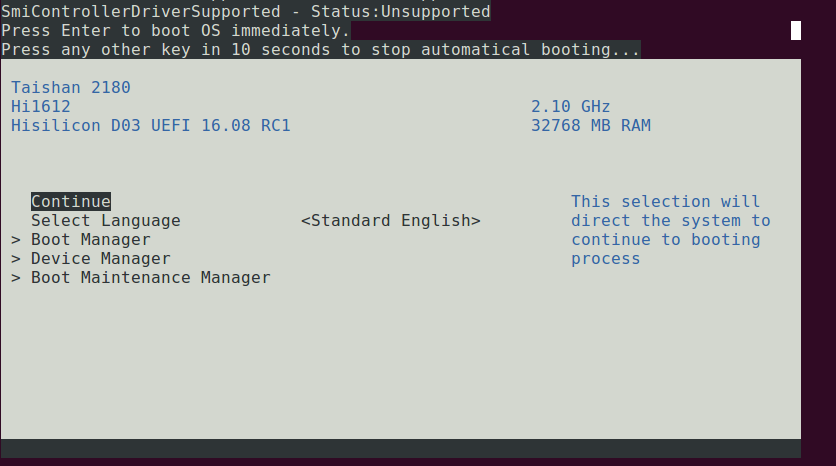 SmiControllerDriverSupported - Status:Unsupported
Press Enter to boot OS immediately.
Press any other key in 10 seconds to stop automatical booting...
Taishan 2180
Hi1612 2.10 GHz
Hisilicon D03 UEFI 16.08 RC1 32768 MB RAM
Continue This selection will
Select Language <Standard English> direct the system to
> Boot Manager continue to booting
> Device Manager process
> Boot Maintenance Manager